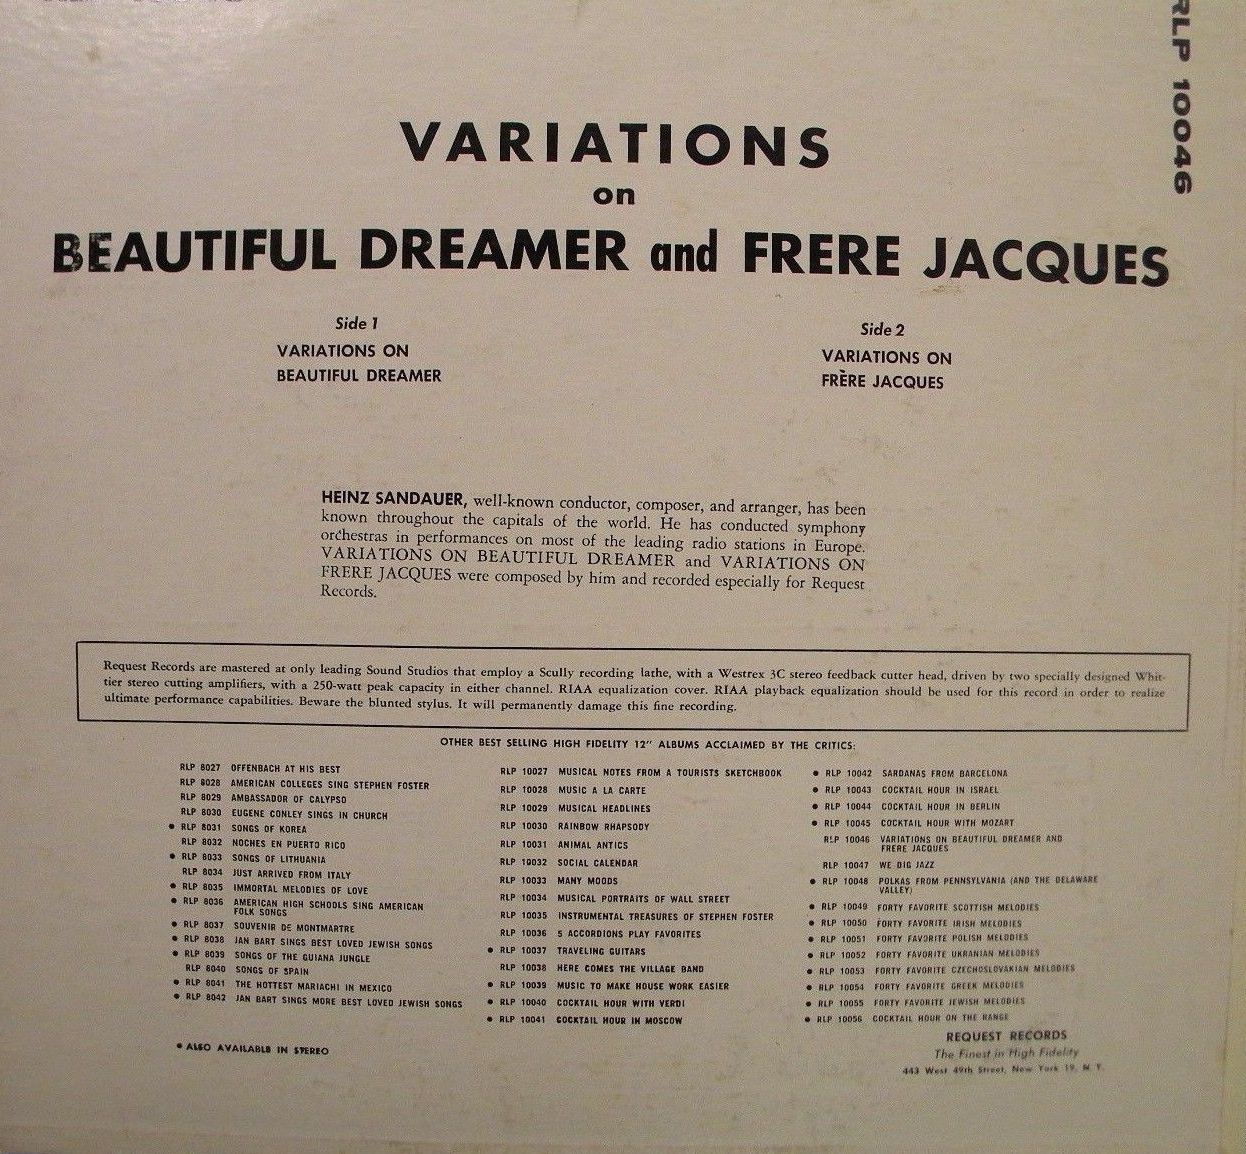 RLP 10046
VARIATIONS
on
BEAUTIFUL DREAMER and FRERE JACQUES
Side 1
VARIATIONS ON
BEAUTIFUL DREAMER
Side 2
VARIATIONS ON
FRÈRE JACQUES
HEINZ SANDAUER, well-known conductor, composer, and arranger, has been
known throughout the capitals of the world. He has conducted symphony
orchestras in performances on most of the leading radio stations in Europe.
VARIATIONS ON BEAUTIFUL DREAMER and VARIATIONS ON
FRERE JACQUES were composed by him and recorded especially for Request
Records.
Request Records are mastered at only leading Sound Studios that employ a Scully recording lathe, with a Westrex 3C stereo feedback cutter head, driven by two specially designed Whit-
tier stereo cutting amplifiers, with a 250-watt peak capacity in either channel. RIAA equalization cover. RIAA playback equalization should be used for this record in order to realize
ultimate performance capabilities. Beware the blunted stylus. It will permanently damage this fine recording.
OTHER BEST SELLING HIGH FIDELITY 12" ALBUMS ACCLAIMED BY THE CRITICS:
RLP 8027 OFFENBACH AT HIS BEST
RLP 8028 AMERICAN COLLEGES SING STEPHEN FOSTER
RLP 8029 AMBASSADOR OF CALYPSO
RLP 8030 EUGENE CONLEY SINGS IN CHURCH
• RLP 8031 SONGS OF KOREA
RLP 8032 NOCHES EN PUERTO RICO
• RLP 8033 SONGS OF LITHUANIA
RLP 8034 JUST ARRIVED FROM ITALY
• RLP 8035 IMMORTAL MELODIES OF LOVE
• RLP 8036 AMERICAN HIGH SCHOOLS SING AMERICAN
FOLK SONGS
• RLP 8037 SOUVENIR DE MONTMARTRE
• RLP 8038 JAN BART SINGS BEST LOVED JEWISH SONGS
• RLP 8039 SONGS OF THE GUIANA JUNGLE
RLP 8040 SONGS OF SPAIN
• RLP 8041 THE HOTTEST MARIACHI IN MEXICO
• RLP 8042 JAN BART SINGS MORE BEST LOVED JEWISH SONGS
• ALSO AVAILABLE IN STEREO
RLP 10027 MUSICAL NOTES FROM A TOURISTS SKETCHBOOK
RLP 10028 MUSIC A LA CARTE
RLP 10029 MUSICAL HEADLINES
RLP 10030 RAINBOW RHAPSODY
RLP 10031 ANIMAL ANTICS
RLP 10032 SOCIAL CALENDAR
RLP 10033 MANY MOODS
RLP 10034 MUSICAL PORTRAITS OF WALL STREET
RLP 10035 INSTRUMENTAL TREASURES OF STEPHEN FOSTER
RLP 10036 5 ACCORDIONS PLAY FAVORITES
• RLP 10037 TRAVELING GUITARS
RLP 10038 HERE COMES THE VILLAGE BAND
• RLP 10039 MUSIC TO MAKE HOUSE WORK EASIER
• RLP 10040 COCKTAIL HOUR WITH VERDI
• RLP 10041 COCKTAIL HOUR IN MOSCOW
• RLP 10042 SARDANAS FROM BARCELONA
• RLP 10043 COCKTAIL HOUR IN ISRAEL
• RLP 10044 COCKTAIL HOUR IN BERLIN
• RLP 10045 COCKTAIL HOUR WITH MOZART
RLP 10046 VARIATIONS ON BEAUTIFUL DREAMER AND
FRERE JACQUES
RLP 10047 WE DIG JAZZ
• RLP 10048 POLKAS FROM PENNSYLVANIA (AND THE DELAWARE
VALLEY)
• RLP 10049 FORTY FAVORITE SCOTTISH MELODIES
• RLP 10050 FORTY FAVORITE IRISH MELODIES
• RLP 10051 FORTY FAVORITE POLISH MELODIES
• RLP 10052 FORTY FAVORITE UKRANIAN MELODIES
• RLP 10053 FORTY FAVORITE CZECHOSLOVAKIAN MELODIES
• RLP 10054 FORTY FAVORITE GREEK MELODIES
• RLP 10055 FORTY FAVORITE JEWISH MELODIES
• RLP 10056 COCKTAIL HOUR ON THE RANGE
REQUEST RECORDS
The Finest in High Fidelity
443 West 49th Street, New York 19, N. Y.